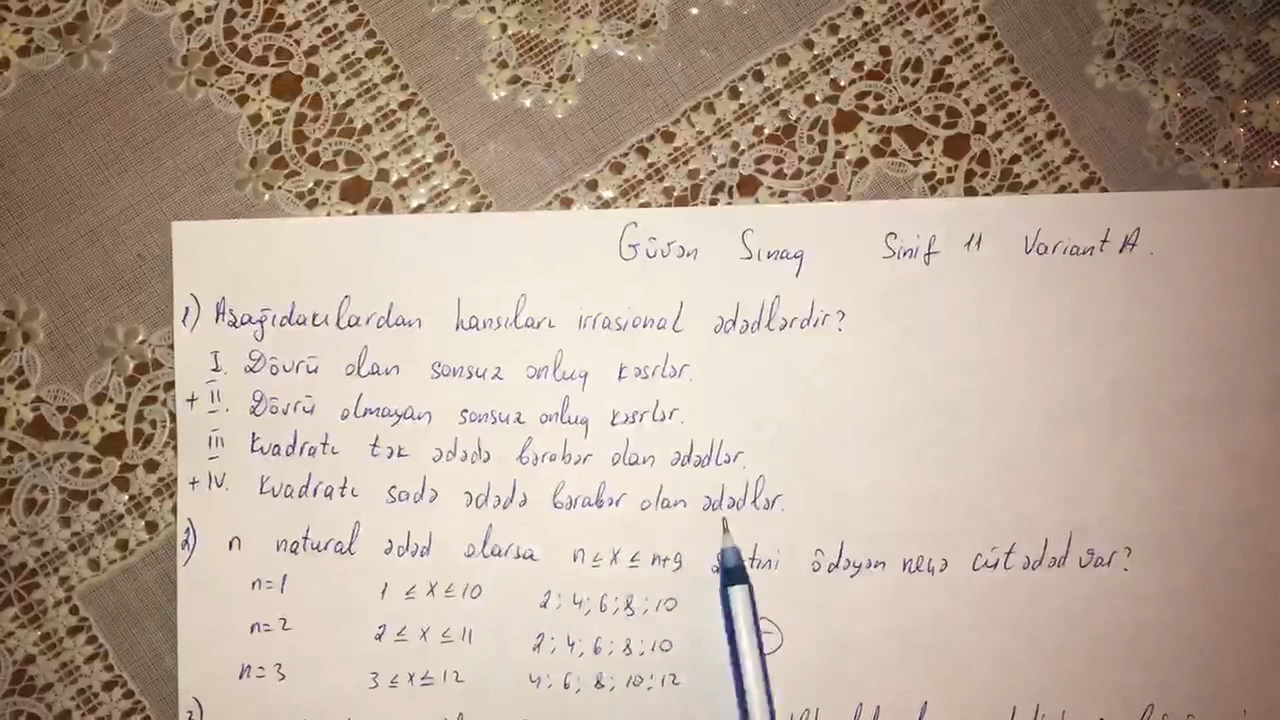 Güvən Sınaq Sinif 11 Variant A.
1) Aşağıdakılardan hansıları irrasional ədədlərdir?
I. Dövrü olan sonsuz onluq kəsrlər.
+ II. Dövrü olmayan sonsuz onluq kəsrlər.
III Kvadratı tək ədədə bərabər olan ədədlər.
+ IV. Kvadratı sadə ədədə bərabər olan ədədlər.
2) n natural ədəd olarsa n ≤ x ≤ n+9 ödəyən neçə cüt ədəd var?
n=1 1 ≤ x ≤ 10 2; 4; 6; 8; 10
n=2 2 ≤ x ≤ 11 2; 4; 6; 8; 10
n=3 3 ≤ x ≤ 12 4; 6; 8; 10; 12